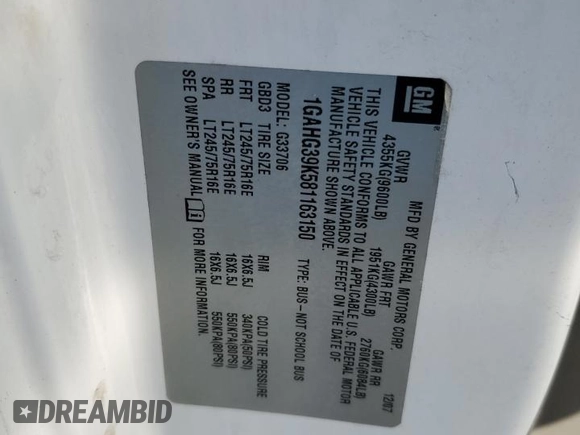 GM
MFD BY GENERAL MOTORS CORP. 12/07
GVWR GAWR FRT GAWR RR
4355KG(9600LB) 1951KG(4300LB) 2760KG(6084LB)
THIS VEHICLE CONFORMS TO ALL APPLICABLE U.S. FEDERAL MOTOR
VEHICLE SAFETY STANDARDS IN EFFECT ON THE DATE OF
MANUFACTURE SHOWN ABOVE.
1GAHG39K581163150 TYPE: BUS-NOT SCHOOL BUS
MODEL: G33706
GBD3 TIRE SIZE RIM COLD TIRE PRESSURE
FRT LT245/75R16E 16X6.5J 340KPA(50PSI)
RR LT245/75R16E 16X6.5J 550KPA(80PSI)
SPA LT245/75R16E 16X6.5J 550KPA(80PSI)
SEE OWNER'S MANUAL FOR MORE INFORMATION.
DREAMBID